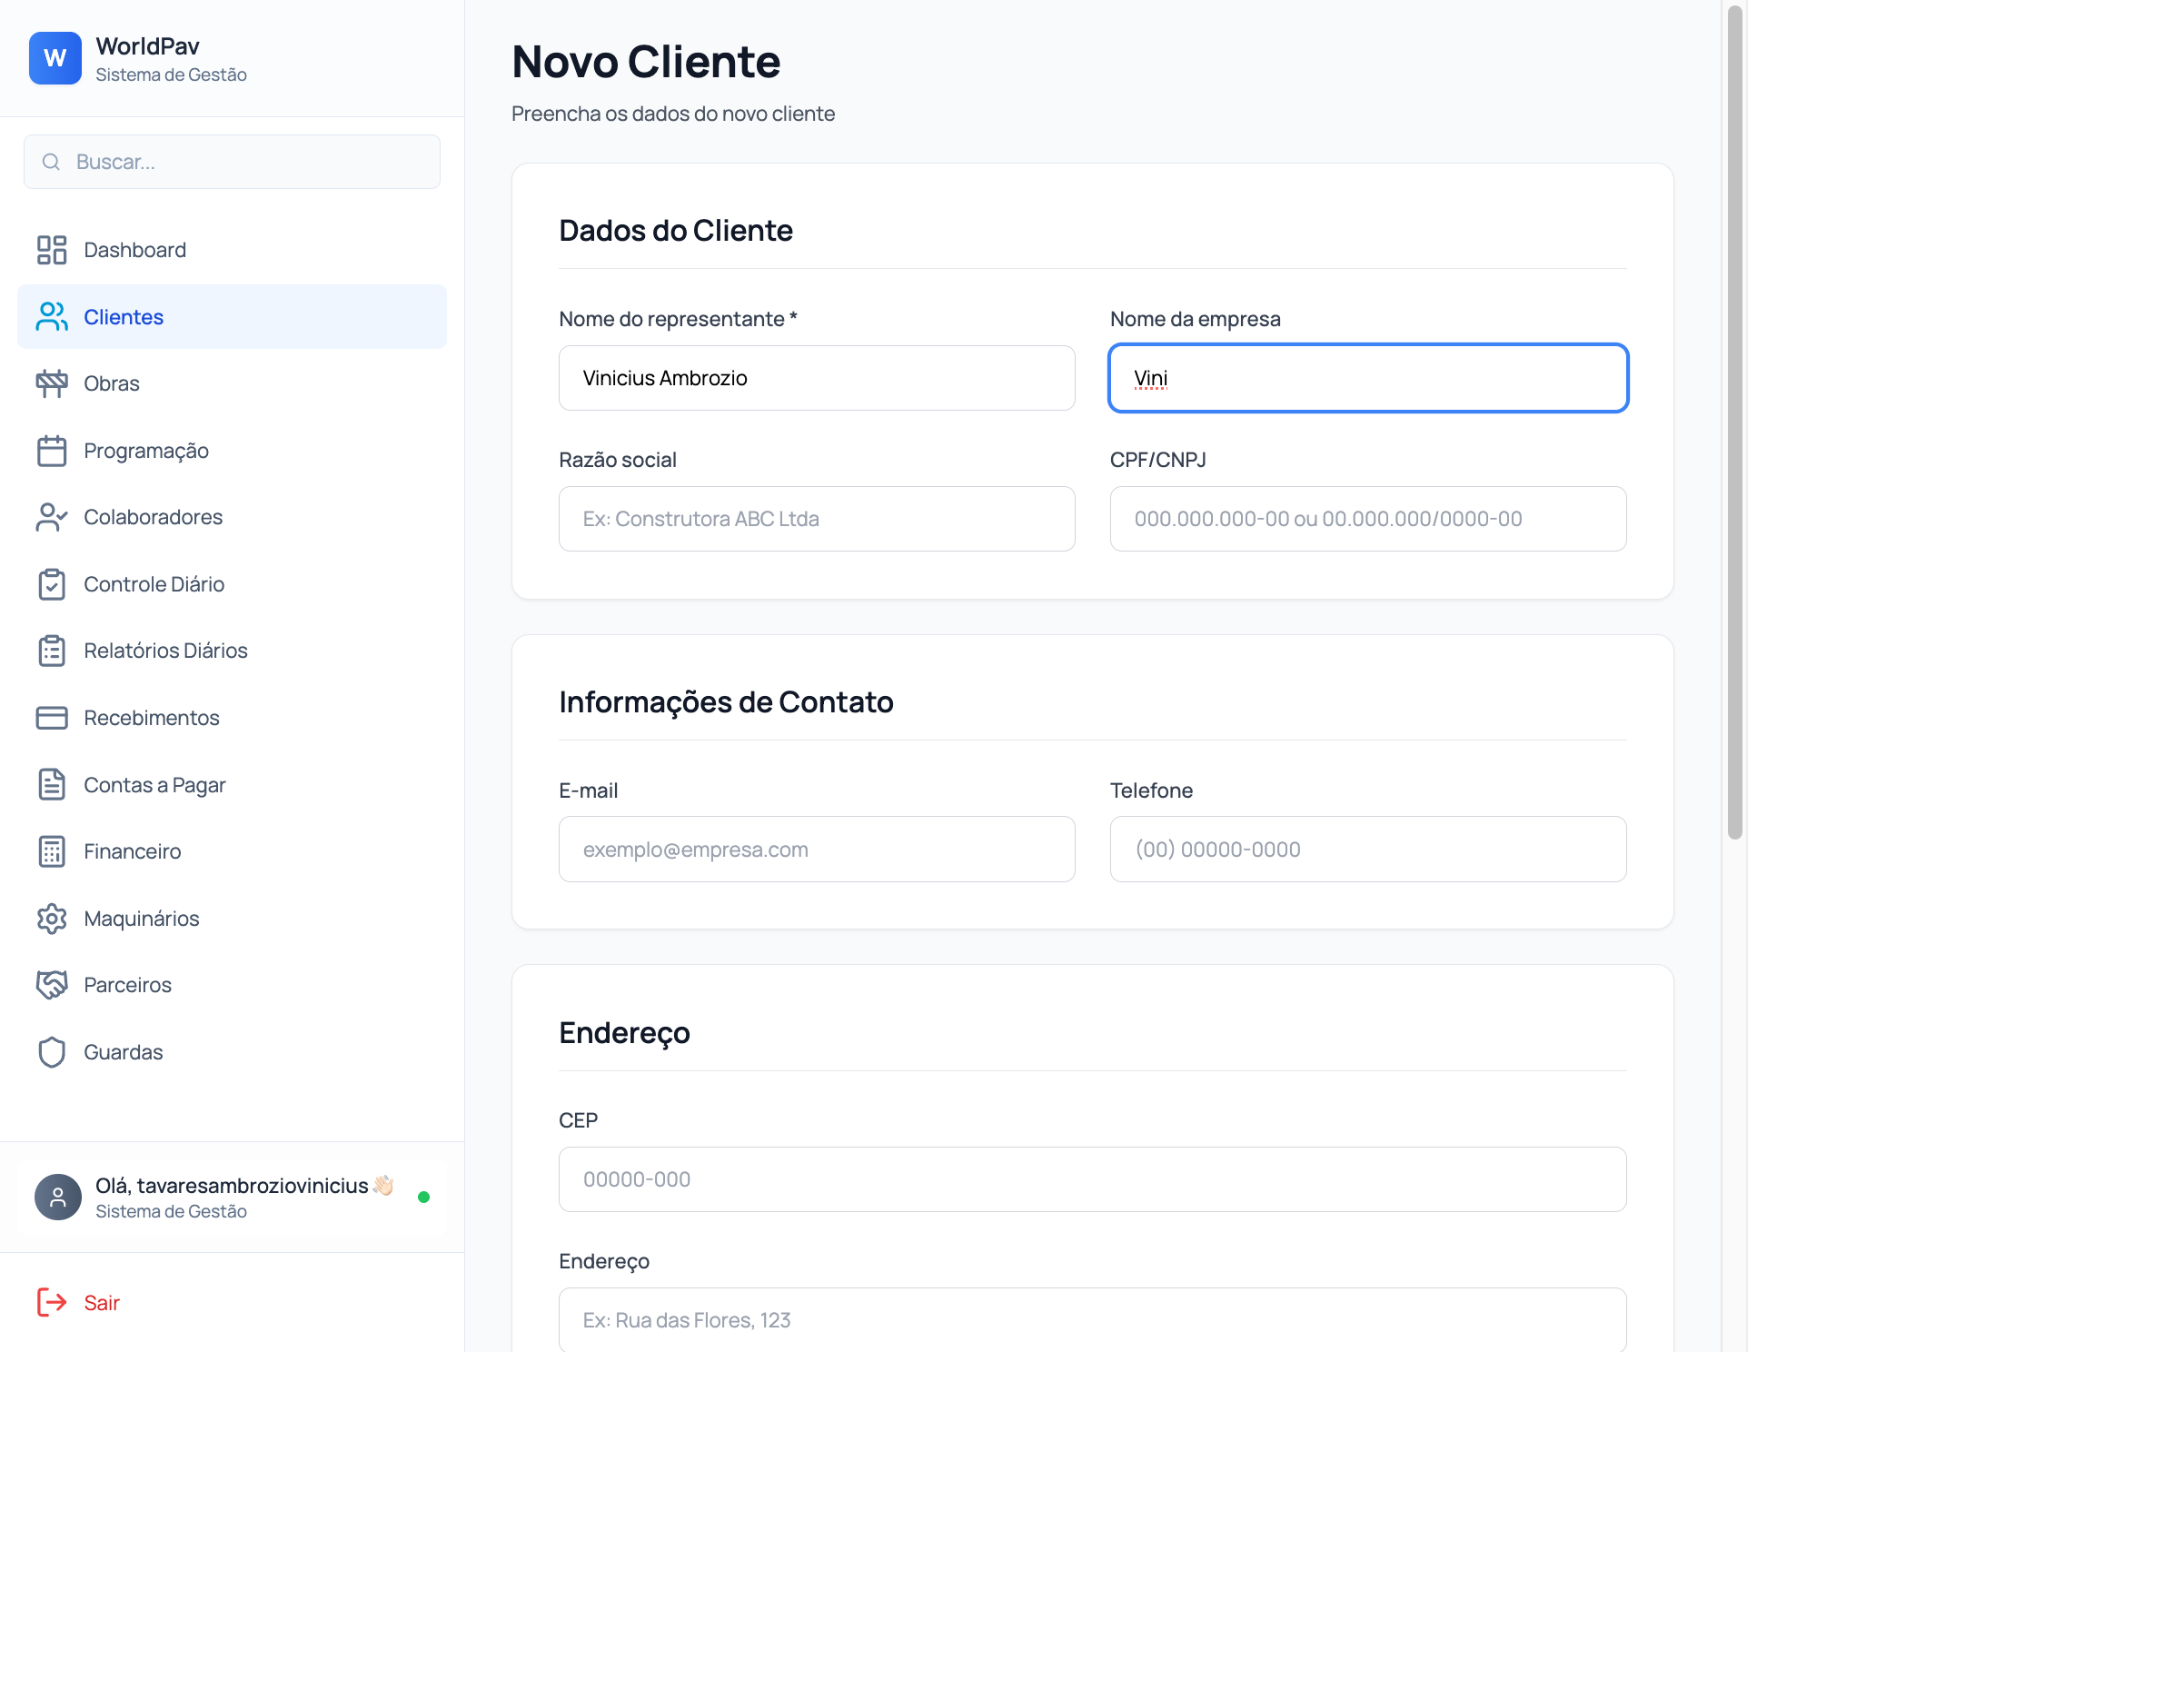 W
WorldPav
Sistema de Gestão
Buscar...
Dashboard
Clientes
Obras
Programação
Colaboradores
Controle Diário
Relatórios Diários
Recebimentos
Contas a Pagar
Financeiro
Maquinários
Parceiros
Guardas
Olá, tavaresambroziovinicius 👋🏻
Sistema de Gestão
Sair
Novo Cliente
Preencha os dados do novo cliente
Dados do Cliente
Nome do representante *
Vinicius Ambrozio
Nome da empresa
Vini
Razão social
Ex: Construtora ABC Ltda
CPF/CNPJ
000.000.000-00 ou 00.000.000/0000-00
Informações de Contato
E-mail
exemplo@empresa.com
Telefone
(00) 00000-0000
Endereço
CEP
00000-000
Endereço
Ex: Rua das Flores, 123